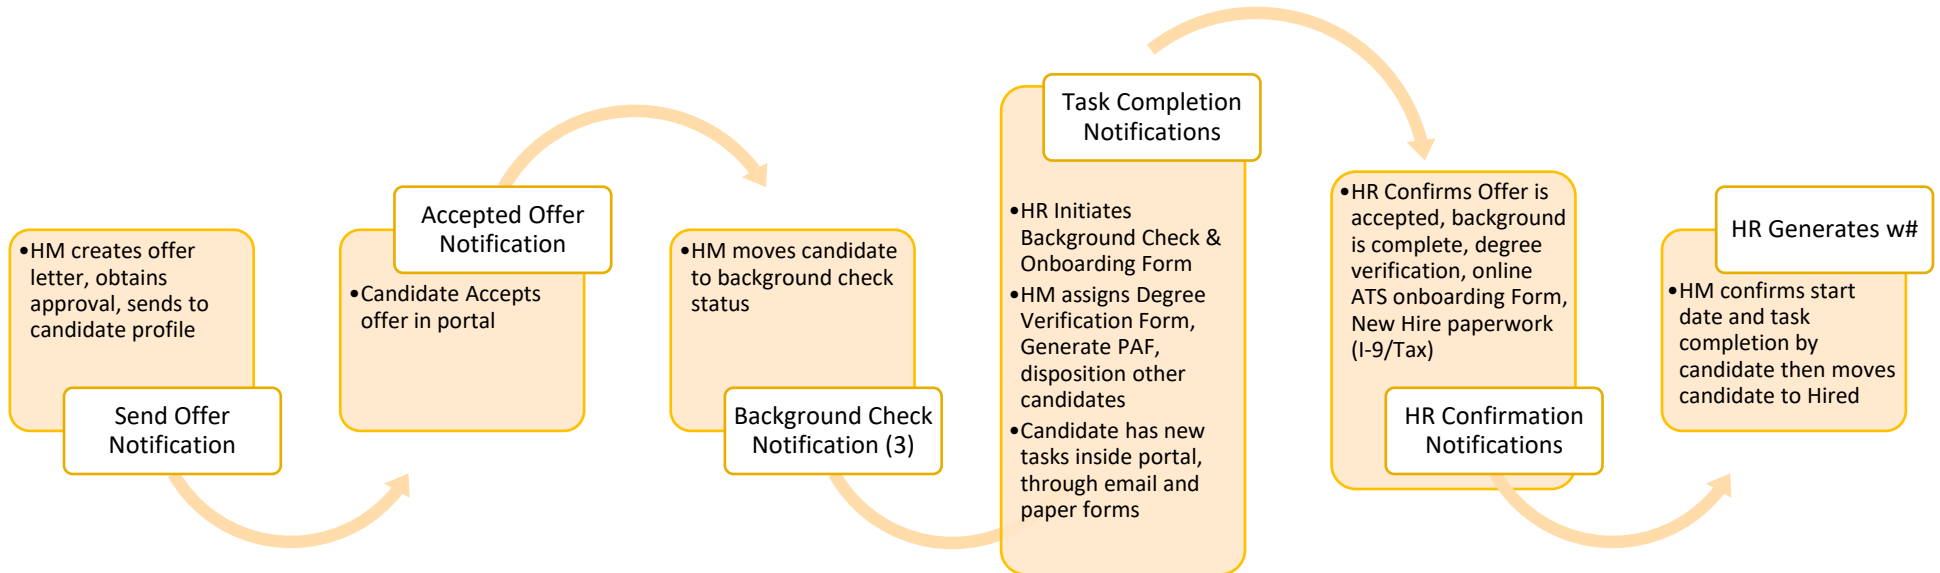 •HM creates offer
letter, obtains
approval, sends to
candidate profile
Send Offer
Notification
Accepted Offer
Notification
•Candidate Accepts
offer in portal
•HM moves candidate
to background check
status
Background Check
Notification (3)
Task Completion
Notifications
•HR Initiates
Background Check &
Onboarding Form
•HM assigns Degree
Verification Form,
Generate PAF,
disposition other
candidates
•Candidate has new
tasks inside portal,
through email and
paper forms
•HR Confirms Offer is
accepted, background
is complete, degree
verification, online
ATS onboarding Form,
New Hire paperwork
(I-9/Tax)
HR Confirmation
Notifications
HR Generates w#
•HM confirms start
date and task
completion by
candidate then moves
candidate to Hired